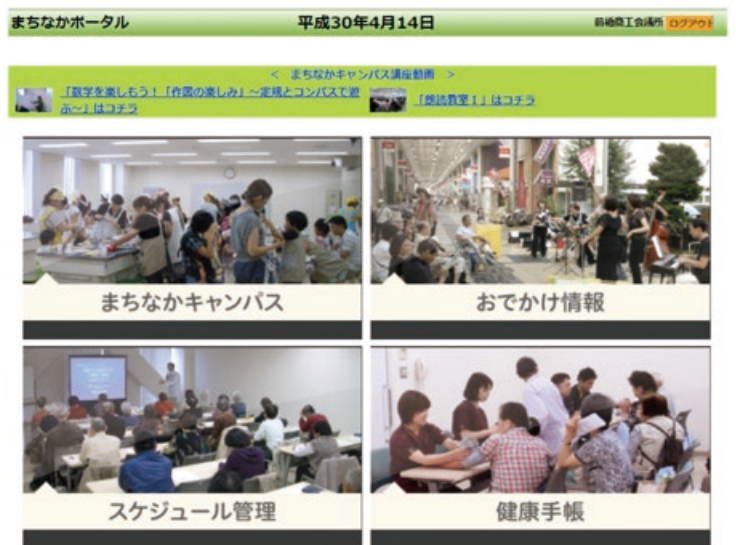 まちなかポータル
平成30年4月14日
前橋商工会議所 ログアウト
< まちなかキャンパス講座動画 >
「数学を楽しもう！「作図の楽しみ」～定規とコンパスで遊
ぶ～」はコチラ
「朗読教室１」はコチラ
まちなかキャンパス
おでかけ情報
スケジュール管理
健康手帳